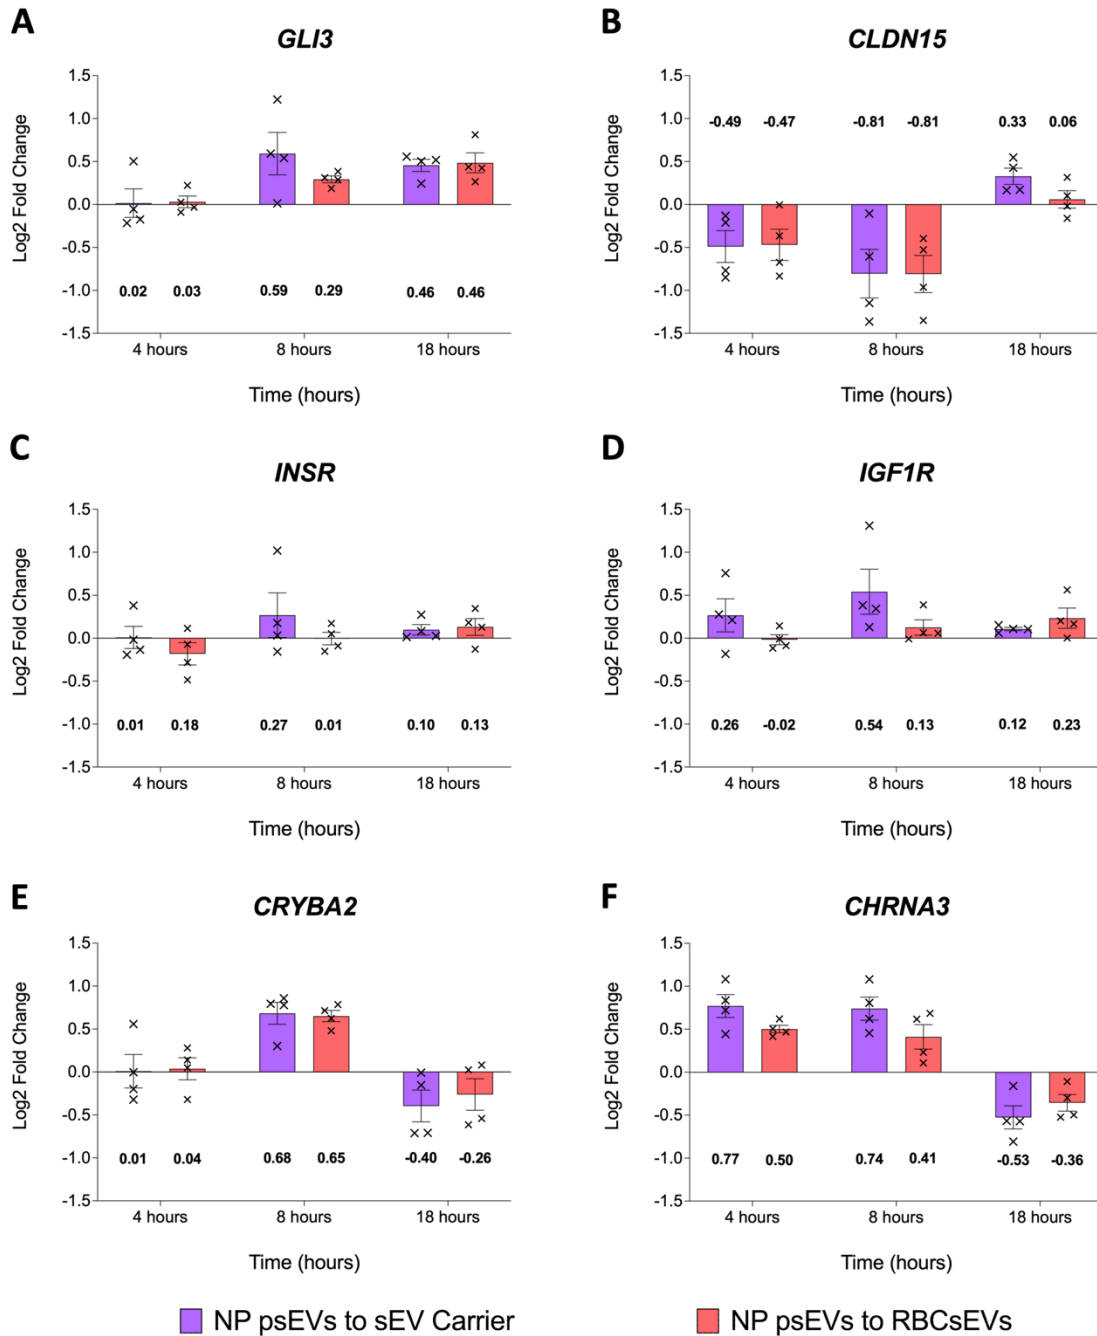 A
GLI3
Log2 Fold Change
1.5
1.0
0.5
0.0
-0.5
-1.0
-1.5
0.02 0.03 0.59 0.29 0.46 0.46
4 hours 8 hours 18 hours
Time (hours)
B
CLDN15
Log2 Fold Change
1.5
1.0
0.5
0.0
-0.5
-1.0
-1.5
-0.49 -0.47 -0.81 -0.81 0.33 0.06
4 hours 8 hours 18 hours
Time (hours)
C
INSR
Log2 Fold Change
1.5
1.0
0.5
0.0
-0.5
-1.0
-1.5
0.01 0.18 0.27 0.01 0.10 0.13
4 hours 8 hours 18 hours
Time (hours)
D
IGF1R
Log2 Fold Change
1.5
1.0
0.5
0.0
-0.5
-1.0
-1.5
0.26 -0.02 0.54 0.13 0.12 0.23
4 hours 8 hours 18 hours
Time (hours)
E
CRYBA2
Log2 Fold Change
1.5
1.0
0.5
0.0
-0.5
-1.0
-1.5
0.01 0.04 0.68 0.65 -0.40 -0.26
4 hours 8 hours 18 hours
Time (hours)
F
CHRNA3
Log2 Fold Change
1.5
1.0
0.5
0.0
-0.5
-1.0
-1.5
0.77 0.50 0.74 0.41 -0.53 -0.36
4 hours 8 hours 18 hours
Time (hours)
NP psEVs to sEV Carrier
NP psEVs to RBCsEVs